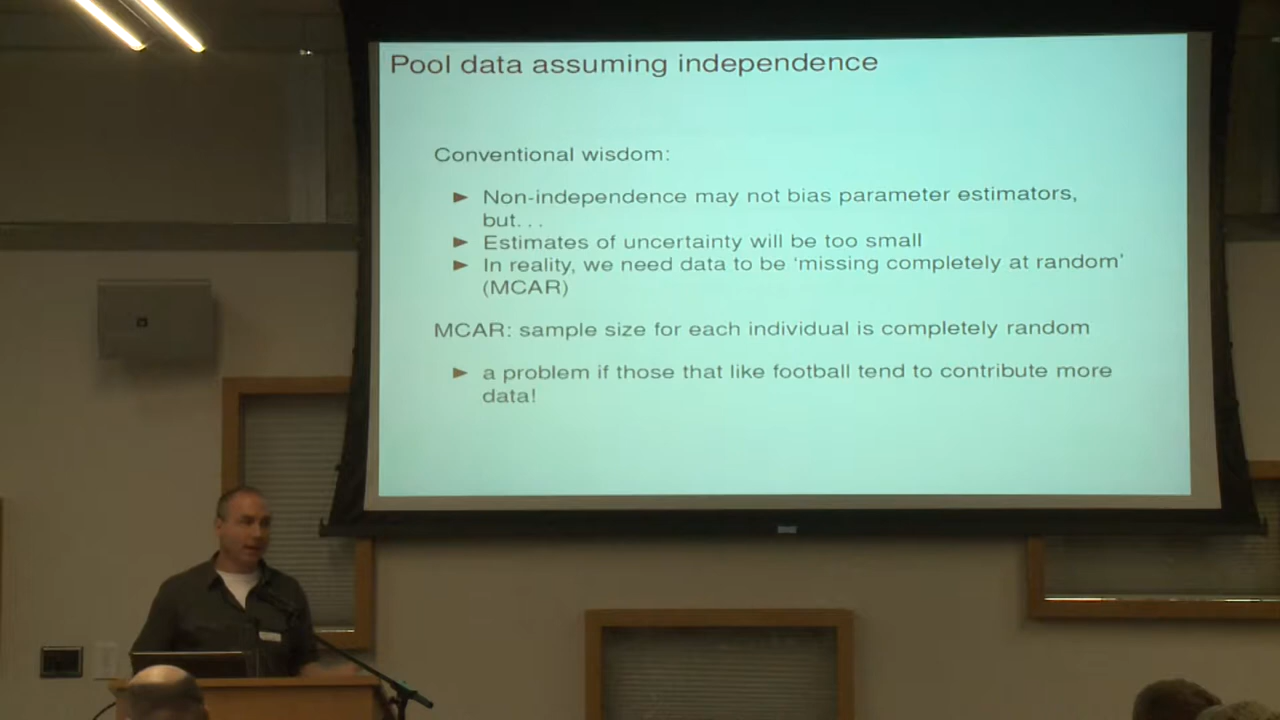 Pool data assuming independence
Conventional wisdom:
► Non-independence may not bias parameter estimators,
but. . .
► Estimates of uncertainty will be too small
► In reality, we need data to be ‘missing completely at random’
(MCAR)
MCAR: sample size for each individual is completely random
► a problem if those that like football tend to contribute more
data!